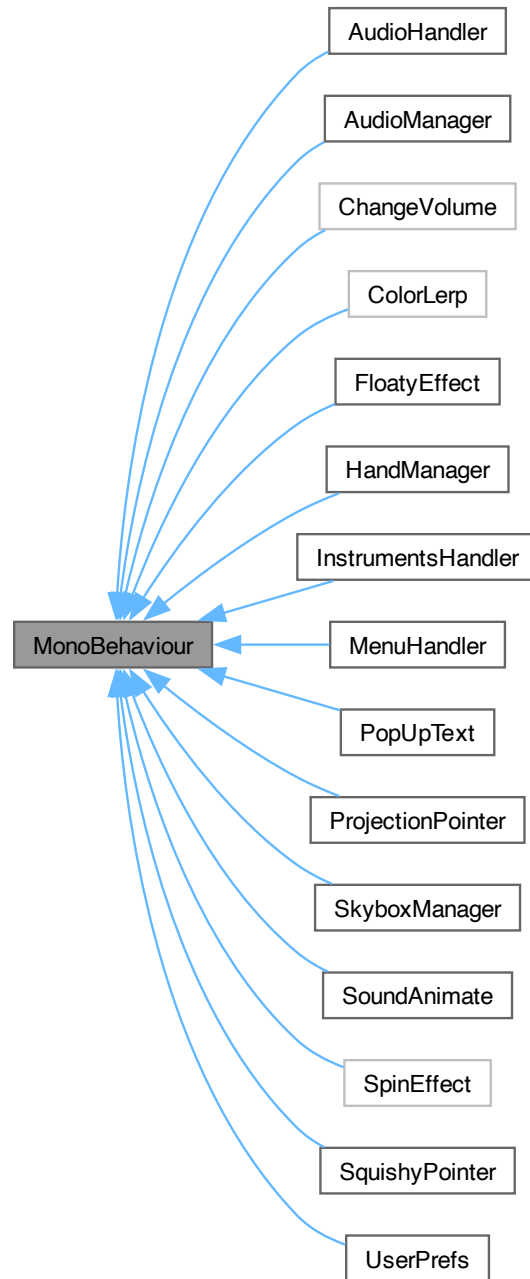 AudioHandler
AudioManager
ChangeVolume
ColorLerp
FloatyEffect
HandManager
InstrumentsHandler
MonoBehaviour
MenuHandler
PopUpText
ProjectionPointer
SkyboxManager
SoundAnimate
SpinEffect
SquishyPointer
UserPrefs